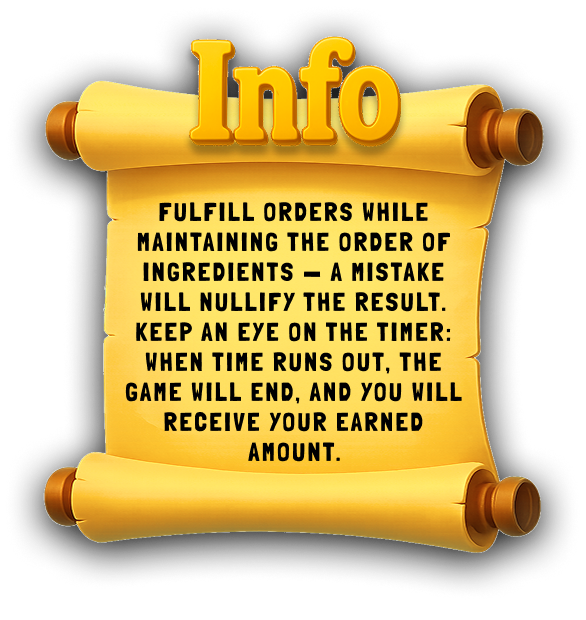 Info
FULFILL ORDERS WHILE
MAINTAINING THE ORDER OF
INGREDIENTS – A MISTAKE
WILL NULLIFY THE RESULT.
KEEP AN EYE ON THE TIMER:
WHEN TIME RUNS OUT, THE
GAME WILL END, AND YOU WILL
RECEIVE YOUR EARNED
AMOUNT.